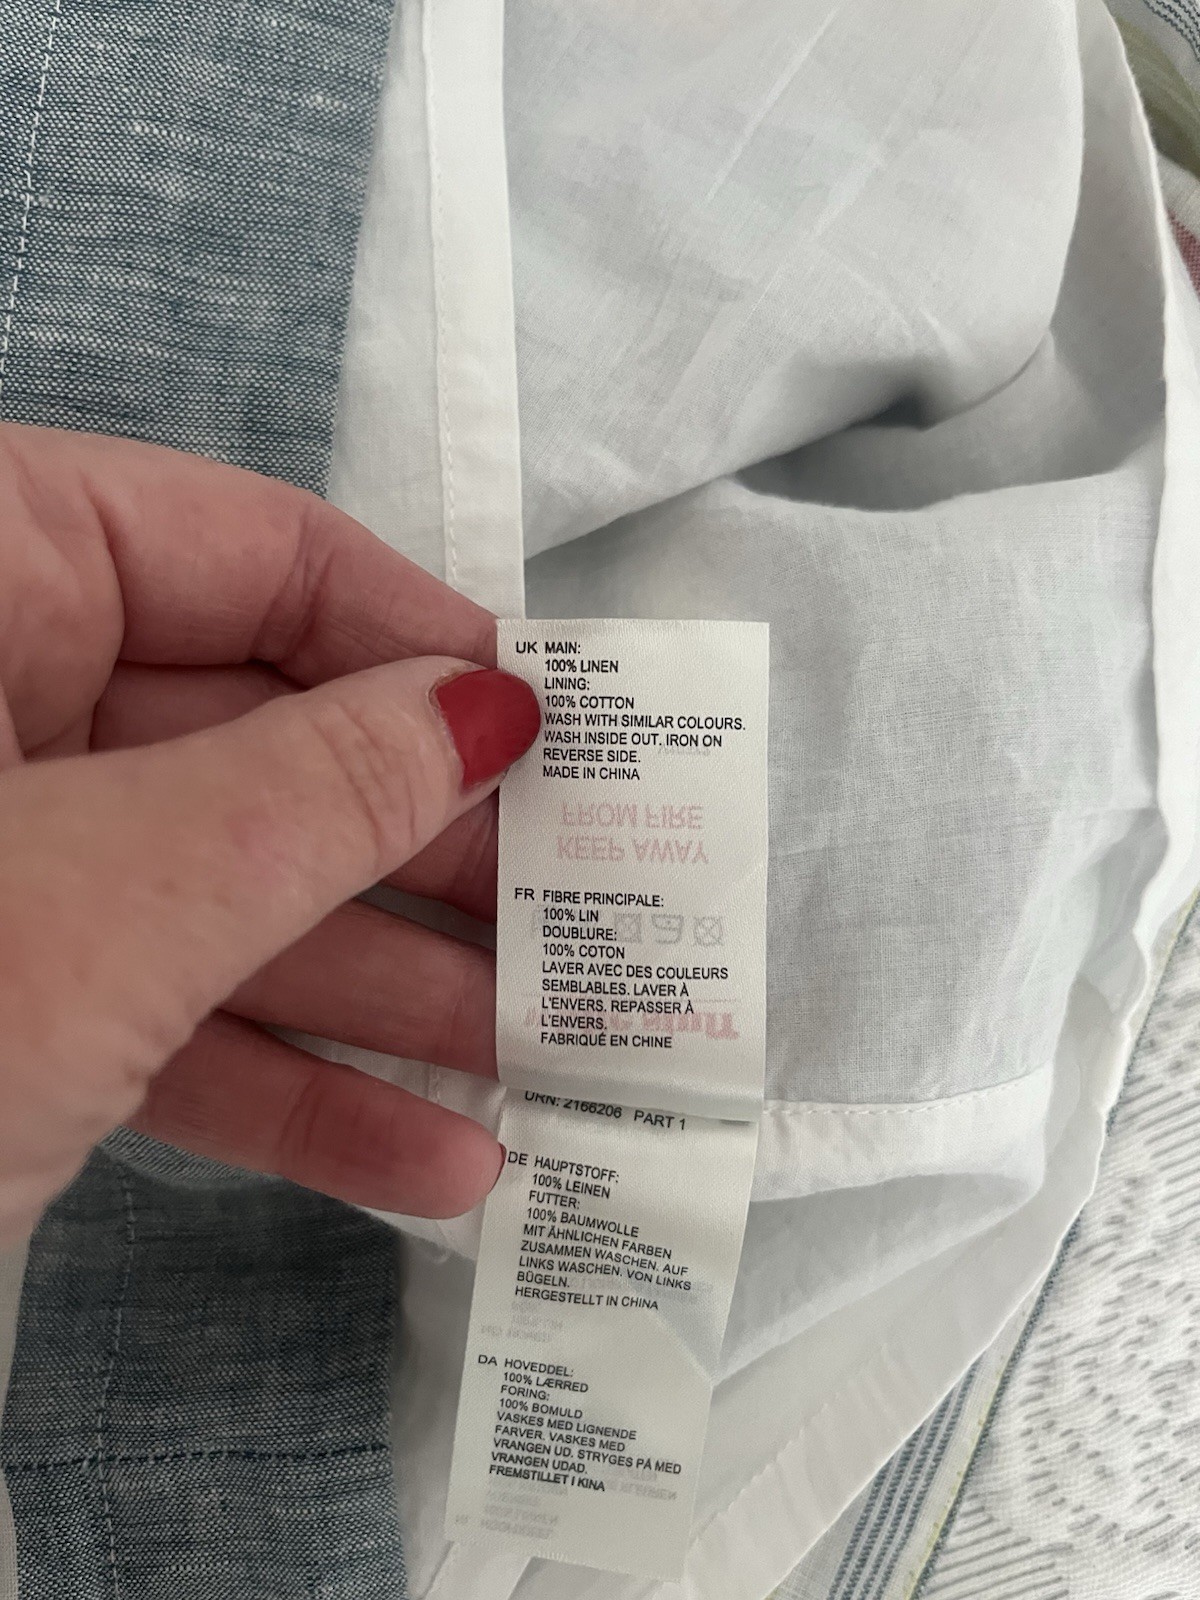 UK MAIN:
100% LINEN
LINING:
100% COTTON
WASH WITH SIMILAR COLOURS.
WASH INSIDE OUT. IRON ON
REVERSE SIDE.
MADE IN CHINA
KEEP AWAY
FROM FIRE
FR FIBRE PRINCIPALE:
100% LIN
DOUBLURE:
100% COTON
LAVER AVEC DES COULEURS
SEMBLABLES. LAVER À
L'ENVERS. REPASSER À
L'ENVERS.
FABRIQUÉ EN CHINE
URN: 2166206 PART 1
DE HAUPTSTOFF:
100% LEINEN
FUTTER:
100% BAUMWOLLE
MIT ÄHNLICHEN FARBEN
ZUSAMMEN WASCHEN. AUF
LINKS WASCHEN. VON LINKS
BÜGELN.
HERGESTELLT IN CHINA
DA HOVEDDEL:
100% LÆRRED
FORING:
100% BOMULD
VASKES MED LIGNENDE
FARVER. VASKES MED
VRANGEN UD. STRYGES PÅ MED
VRANGEN UDAD.
FREMSTILLET I KINA